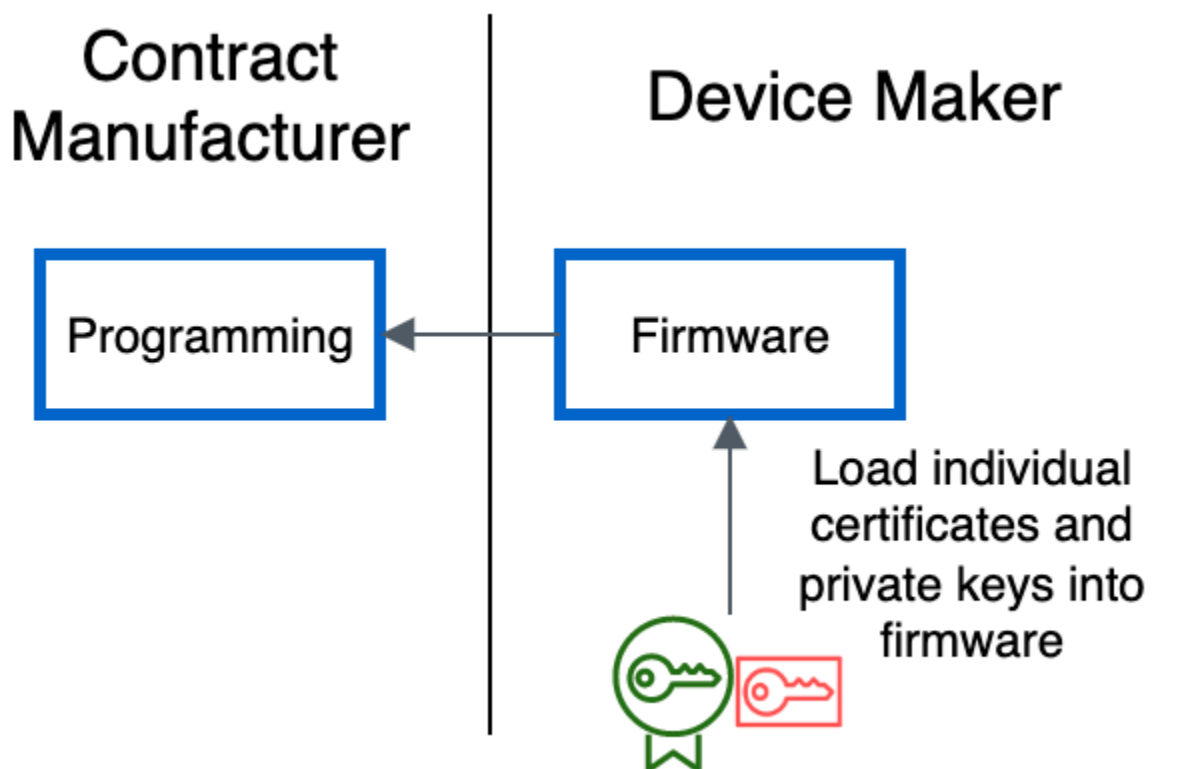 Contract
Manufacturer
Device Maker
Programming
Firmware
Load individual
certificates and
private keys into
firmware